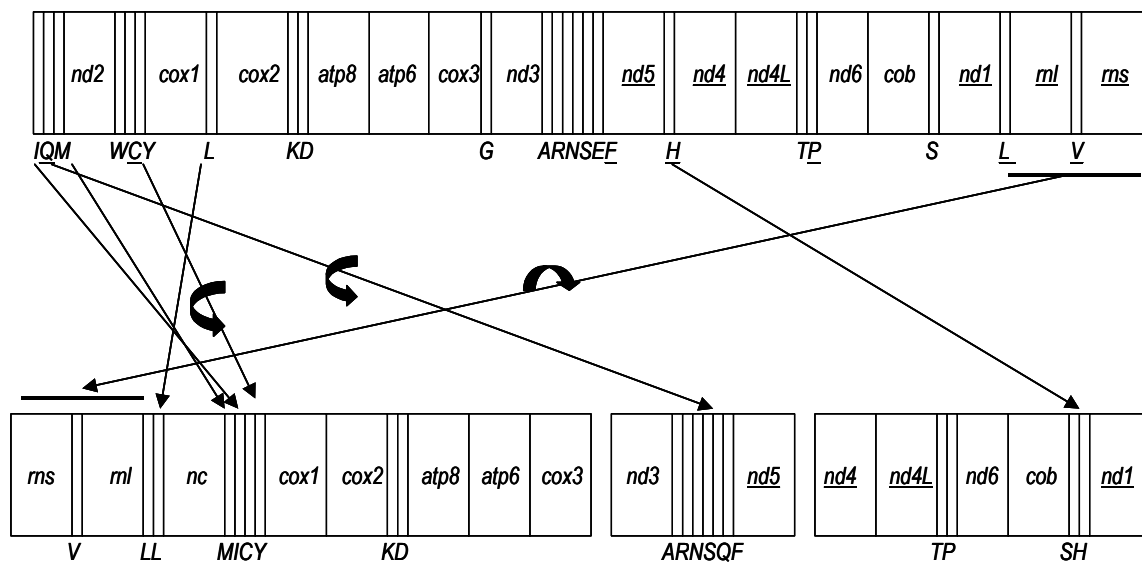 nd2 cox1 cox2 atp8 atp6 cox3 nd3 nd5 nd4 nd4L nd6 cob nd1 rnl rns
IQM WCY L KD G ARNSEF H TP S L V
rns rnl nc cox1 cox2 atp8 atp6 cox3 nd3 nd5 nd4 nd4L nd6 cob nd1
V LL MICY KD ARNSQF TP SH